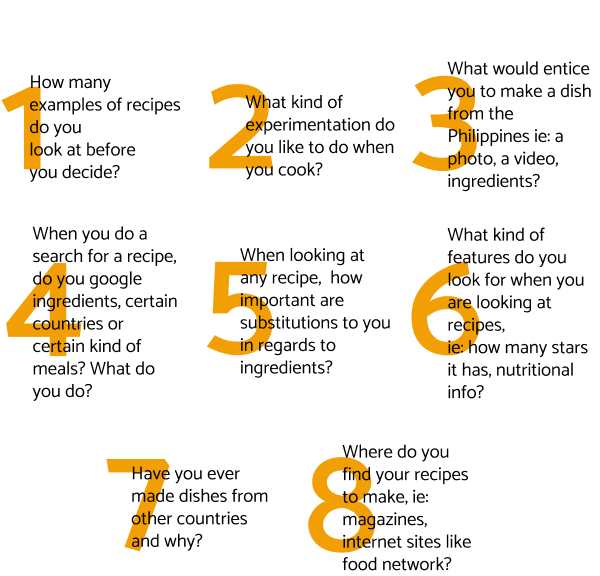 1
How many
examples of recipes
do you
look at before
you decide?
2
What kind of
experimentation do
you like to do when
you cook?
3
What would entice
you to make a dish
from the
Philippines ie: a
photo, a video,
ingredients?
4
When you do a
search for a recipe,
do you google
ingredients, certain
countries or
certain kind of
meals? What do
you do?
5
When looking at
any recipe,  how
important are
substitutions to you
in regards to
ingredients?
6
What kind of
features do you
look for when you
are looking at
recipes,
ie: how many stars
it has, nutritional
info?
7
Have you ever
made dishes from
other countries
and why?
8
Where do you
find your recipes
to make, ie:
magazines,
internet sites like
food network?